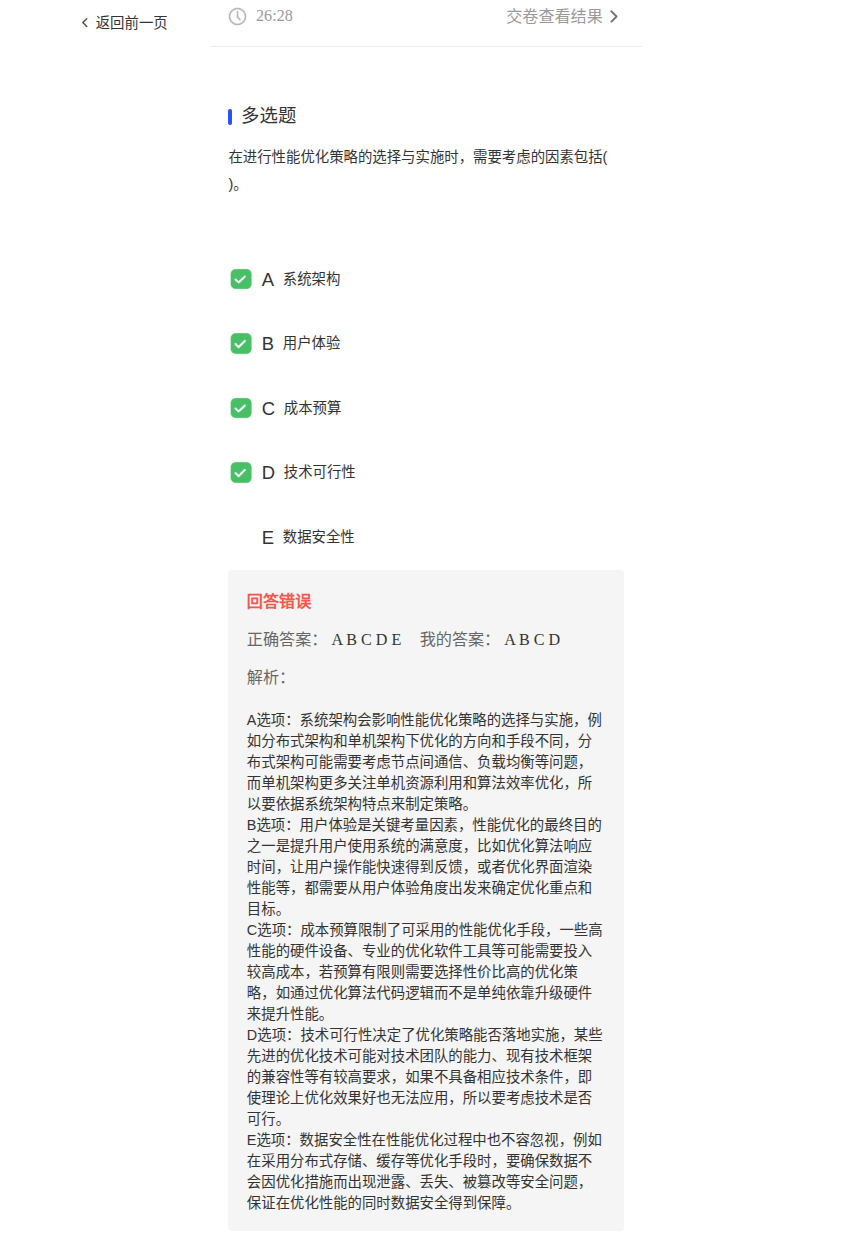 返回前一页
26:28
交卷查看结果
多选题
在进行性能优化策略的选择与实施时，需要考虑的因素包括(
)。
A 系统架构
B 用户体验
C 成本预算
D 技术可行性
E 数据安全性
回答错误
正确答案： A B C D E 我的答案： A B C D
解析：
A选项：系统架构会影响性能优化策略的选择与实施，例
如分布式架构和单机架构下优化的方向和手段不同，分
布式架构可能需要考虑节点间通信、负载均衡等问题，
而单机架构更多关注单机资源利用和算法效率优化，所
以要依据系统架构特点来制定策略。
B选项：用户体验是关键考量因素，性能优化的最终目的
之一是提升用户使用系统的满意度，比如优化算法响应
时间，让用户操作能快速得到反馈，或者优化界面渲染
性能等，都需要从用户体验角度出发来确定优化重点和
目标。
C选项：成本预算限制了可采用的性能优化手段，一些高
性能的硬件设备、专业的优化软件工具等可能需要投入
较高成本，若预算有限则需要选择性价比高的优化策
略，如通过优化算法代码逻辑而不是单纯依靠升级硬件
来提升性能。
D选项：技术可行性决定了优化策略能否落地实施，某些
先进的优化技术可能对技术团队的能力、现有技术框架
的兼容性等有较高要求，如果不具备相应技术条件，即
使理论上优化效果好也无法应用，所以要考虑技术是否
可行。
E选项：数据安全性在性能优化过程中也不容忽视，例如
在采用分布式存储、缓存等优化手段时，要确保数据不
会因优化措施而出现泄露、丢失、被篡改等安全问题，
保证在优化性能的同时数据安全得到保障。